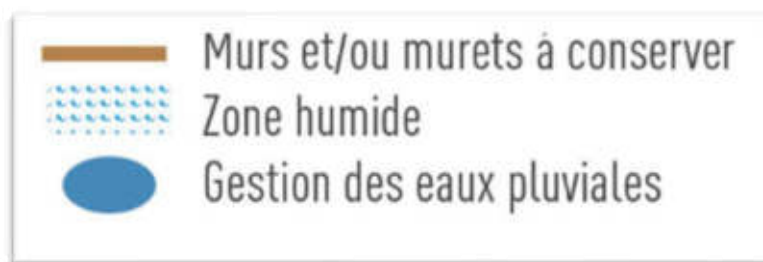 Murs et/ou murets à conserver
Zone humide
Gestion des eaux pluviales